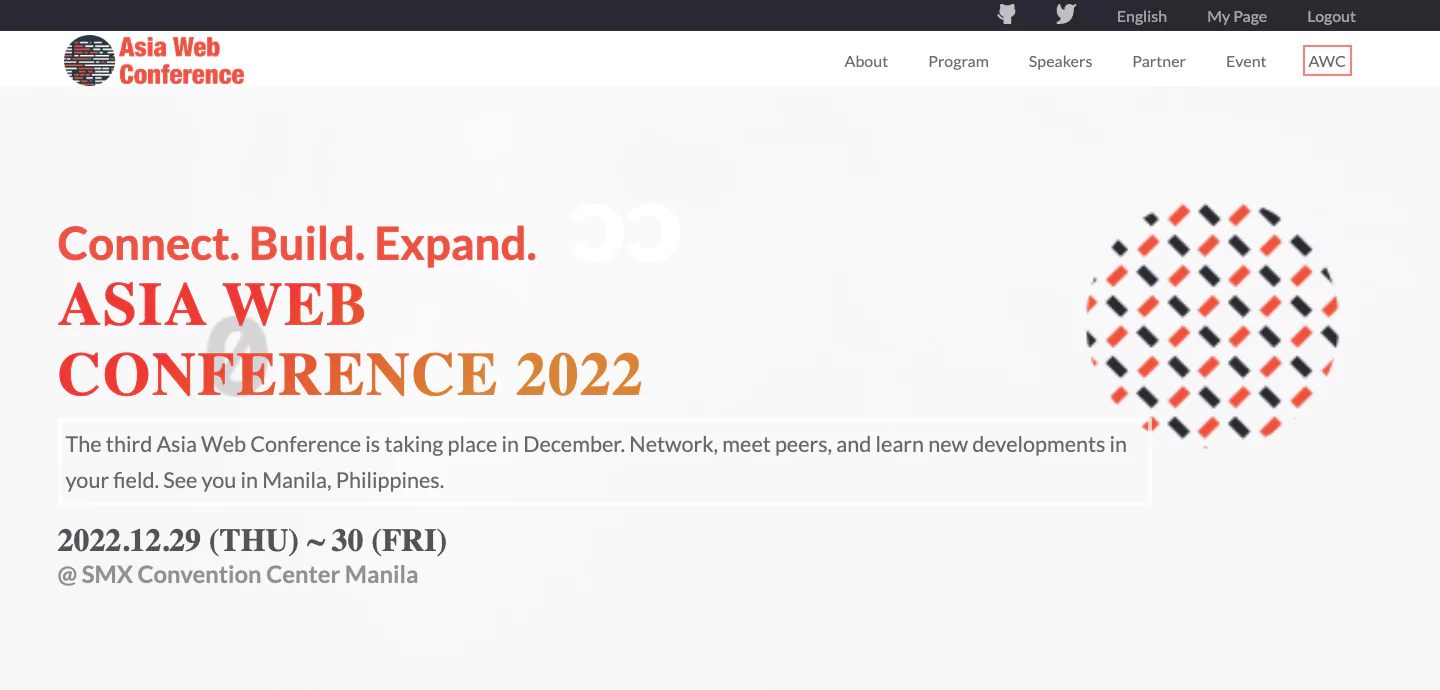 English My Page Logout
Asia Web
Conference
About Program Speakers Partner Event AWC
Connect. Build. Expand.
ASIA WEB
CONFERENCE 2022
The third Asia Web Conference is taking place in December. Network, meet peers, and learn new developments in
your field. See you in Manila, Philippines.
2022.12.29 (THU) ~ 30 (FRI)
@ SMX Convention Center Manila